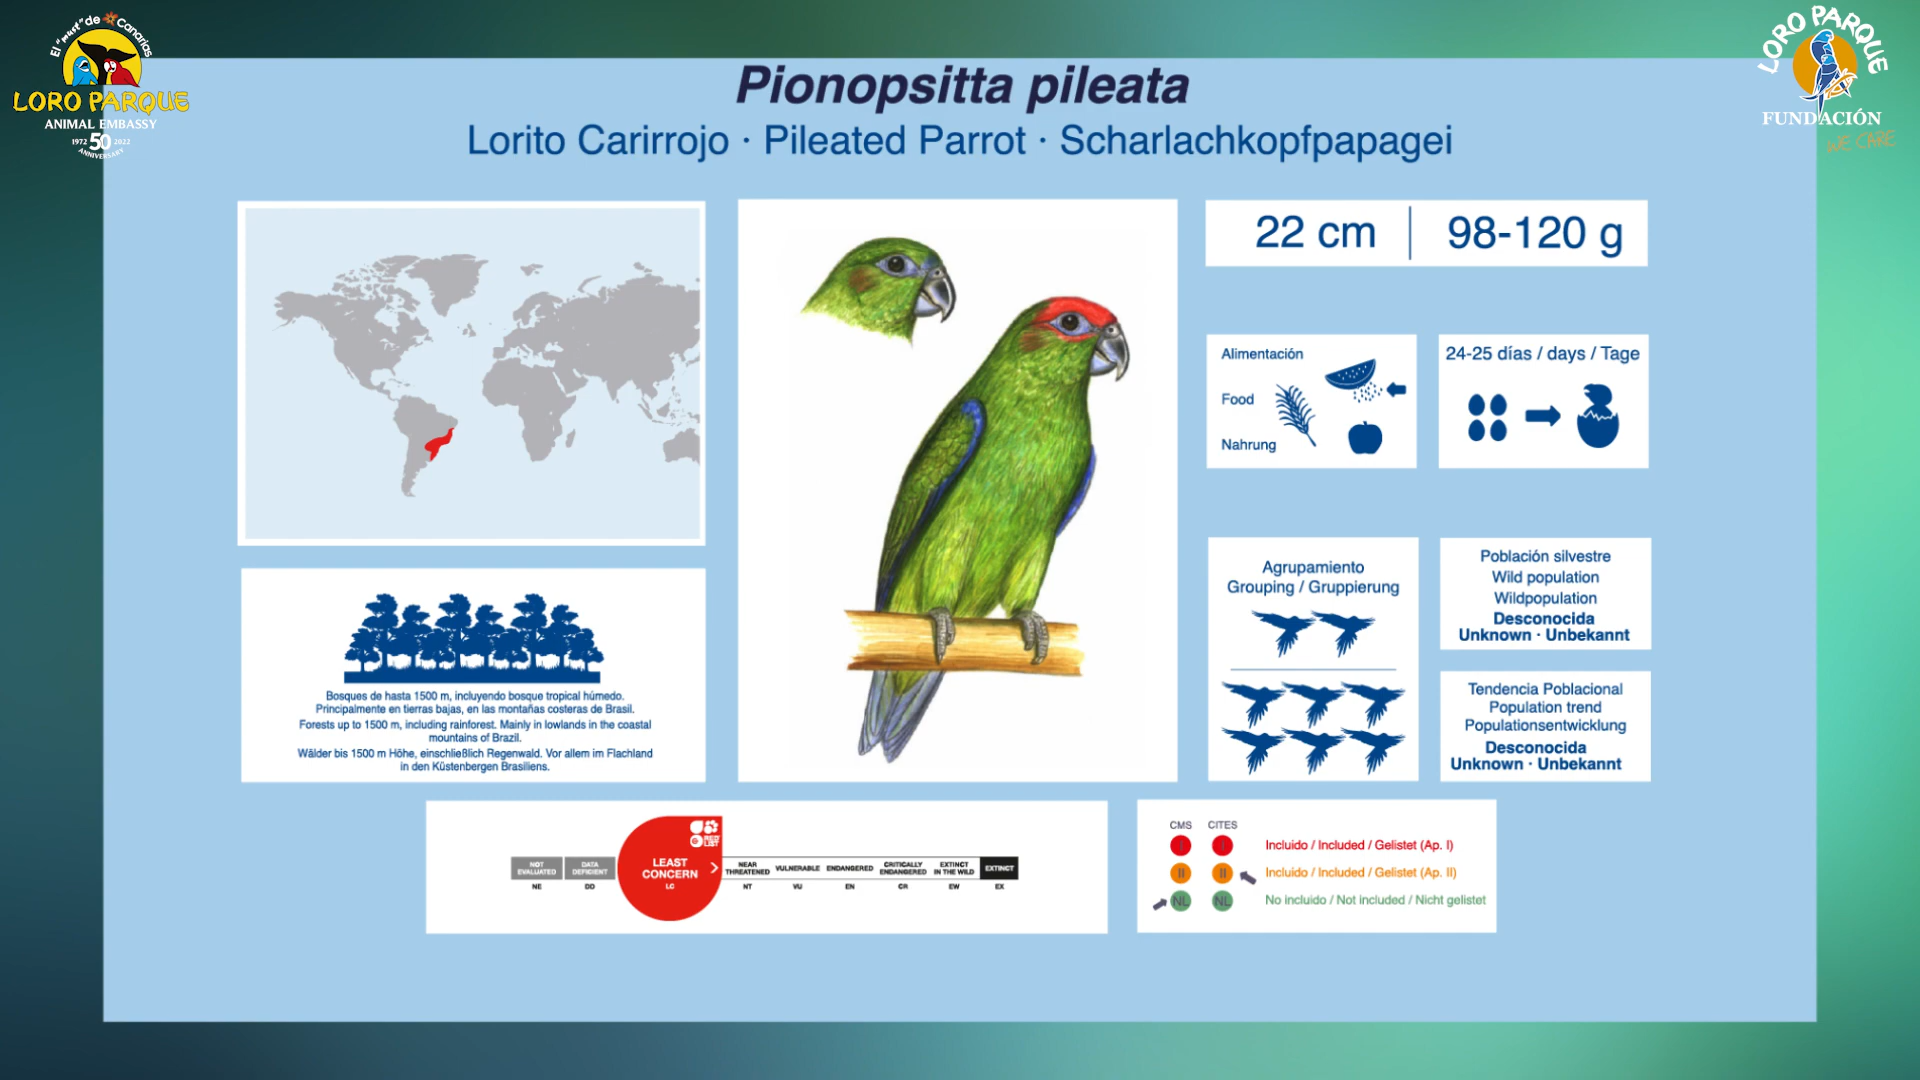 El "must" de Canarias
LORO PARQUE
ANIMAL EMBASSY
1972 50 2022
ANNIVERSARY
LORO PARQUE
FUNDACIÓN
WE CARE
Pionopsitta pileata
Lorito Carirrojo · Pileated Parrot · Scharlachkopfpapagei
22 cm
98-120 g
Alimentación
Food
Nahrung
24-25 días / days / Tage
Bosques de hasta 1500 m, incluyendo bosque tropical húmedo.
Principalmente en tierras bajas, en las montañas costeras de Brasil.
Forests up to 1500 m, including rainforest. Mainly in lowlands in the coastal
mountains of Brazil.
Wälder bis 1500 m Höhe, einschließlich Regenwald. Vor allem im Flachland
in den Küstenbergen Brasiliens.
Agrupamiento
Grouping / Gruppierung
Población silvestre
Wild population
Wildpopulation
Desconocida
Unknown · Unbekannt
Tendencia Poblacional
Population trend
Populationsentwicklung
Desconocida
Unknown · Unbekannt
NOT
EVALUATED
NE
DATA
DEFIDIENT
DD
RED
LIST
LEAST
CONCERN
LC
NEAR
THREATENED
NT
VULNERABLE
VU
ENDANGERED
EN
CRITICALLY
ENDANGERED
CR
EXTINCT
IN THE WILD
EW
EXTINCT
EX
CMS CITES
I I Incluido / Included / Gelistet (Ap. I)
II II Incluido / Included / Gelistet (Ap. II)
NL NL No incluido / Not included / Nicht gelistet